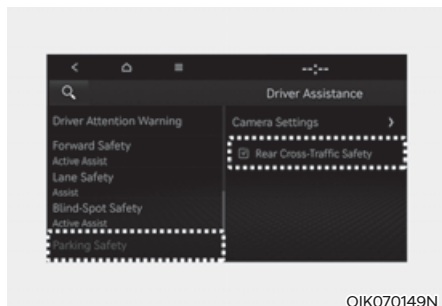 --:--
Driver Assistance
Driver Attention Warning
Forward Safety
Active Assist
Lane Safety
Assist
Blind-Spot Safety
Active Assist
Parking Safety
Camera Settings
Rear Cross-Traffic Safety
OIK070149N